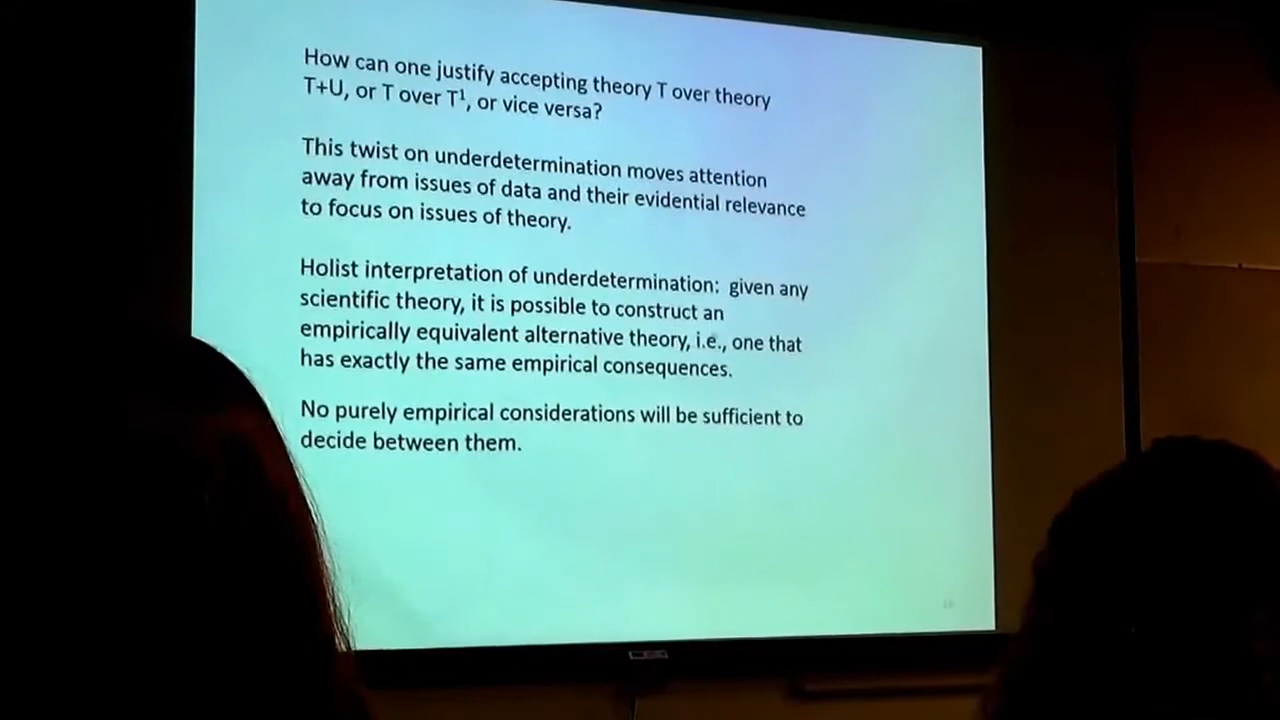 How can one justify accepting theory T over theory
T+U, or T over T¹, or vice versa?
This twist on underdetermination moves attention
away from issues of data and their evidential relevance
to focus on issues of theory.
Holist interpretation of underdetermination: given any
scientific theory, it is possible to construct an
empirically equivalent alternative theory, i.e., one that
has exactly the same empirical consequences.
No purely empirical considerations will be sufficient to
decide between them.